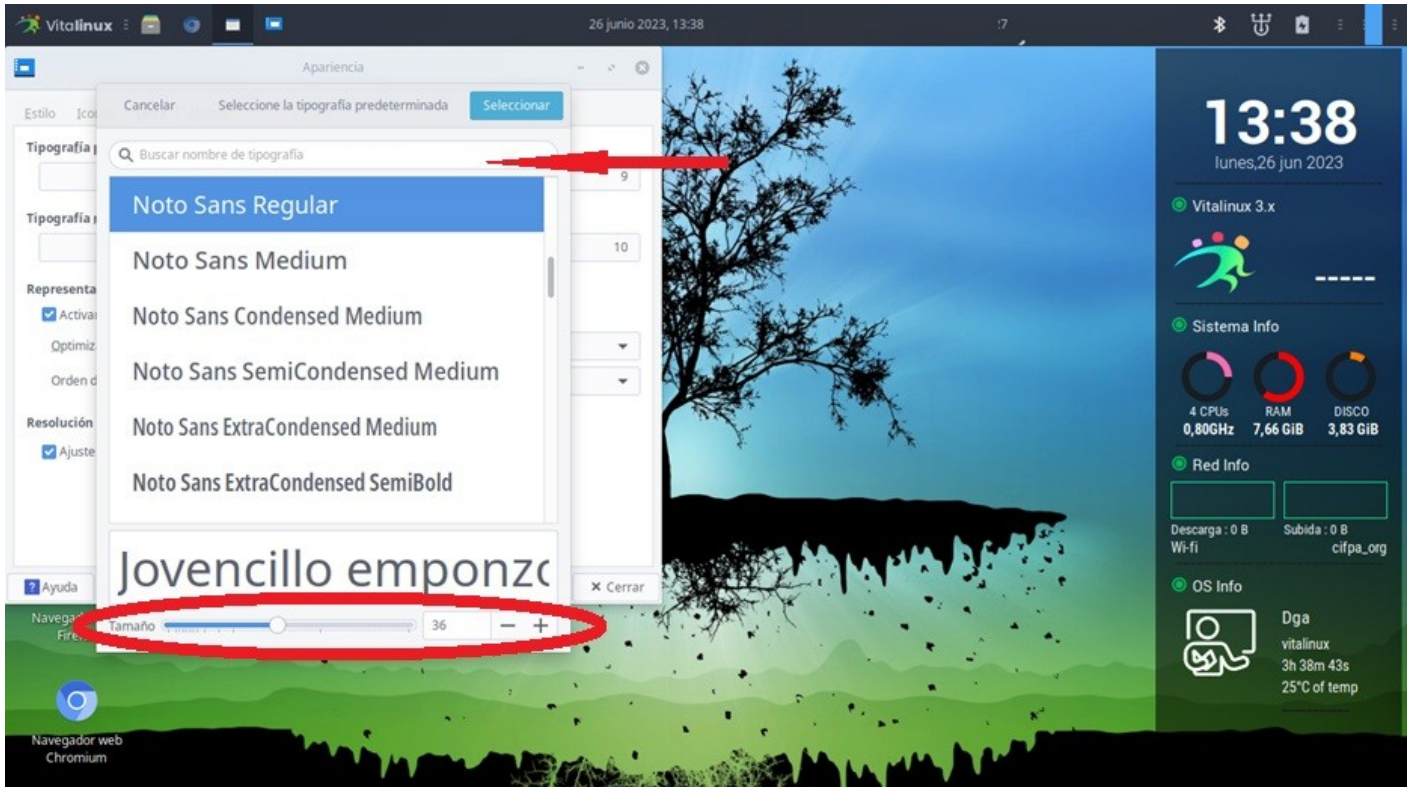 Vitalinux
26 junio 2023, 13:38
Apariencia
Cancelar
Seleccione la tipografía predeterminada
Seleccionar
Estilo
Tipografía
Buscar nombre de tipografía
9
Noto Sans Regular
Tipografía
10
Noto Sans Medium
Noto Sans Condensed Medium
Noto Sans SemiCondensed Medium
Noto Sans ExtraCondensed Medium
Noto Sans ExtraCondensed SemiBold
Representa
Activa
Optimiz
Orden d
Resolución
Ajuste
Jovencillo emponzo
Ayuda
Cerrar
Tamaño
36
Navegador web
Chromium
13:38
lunes,26 jun 2023
Vitalinux 3.x
-----
Sistema Info
4 CPUs RAM DISCO
0,80GHz 7,66 GiB 3,83 GiB
Red Info
Descarga : 0 B Subida : 0 B
Wi-fi cifpa_org
OS Info
Dga
vitalinux
3h 38m 43s
25°C of temp